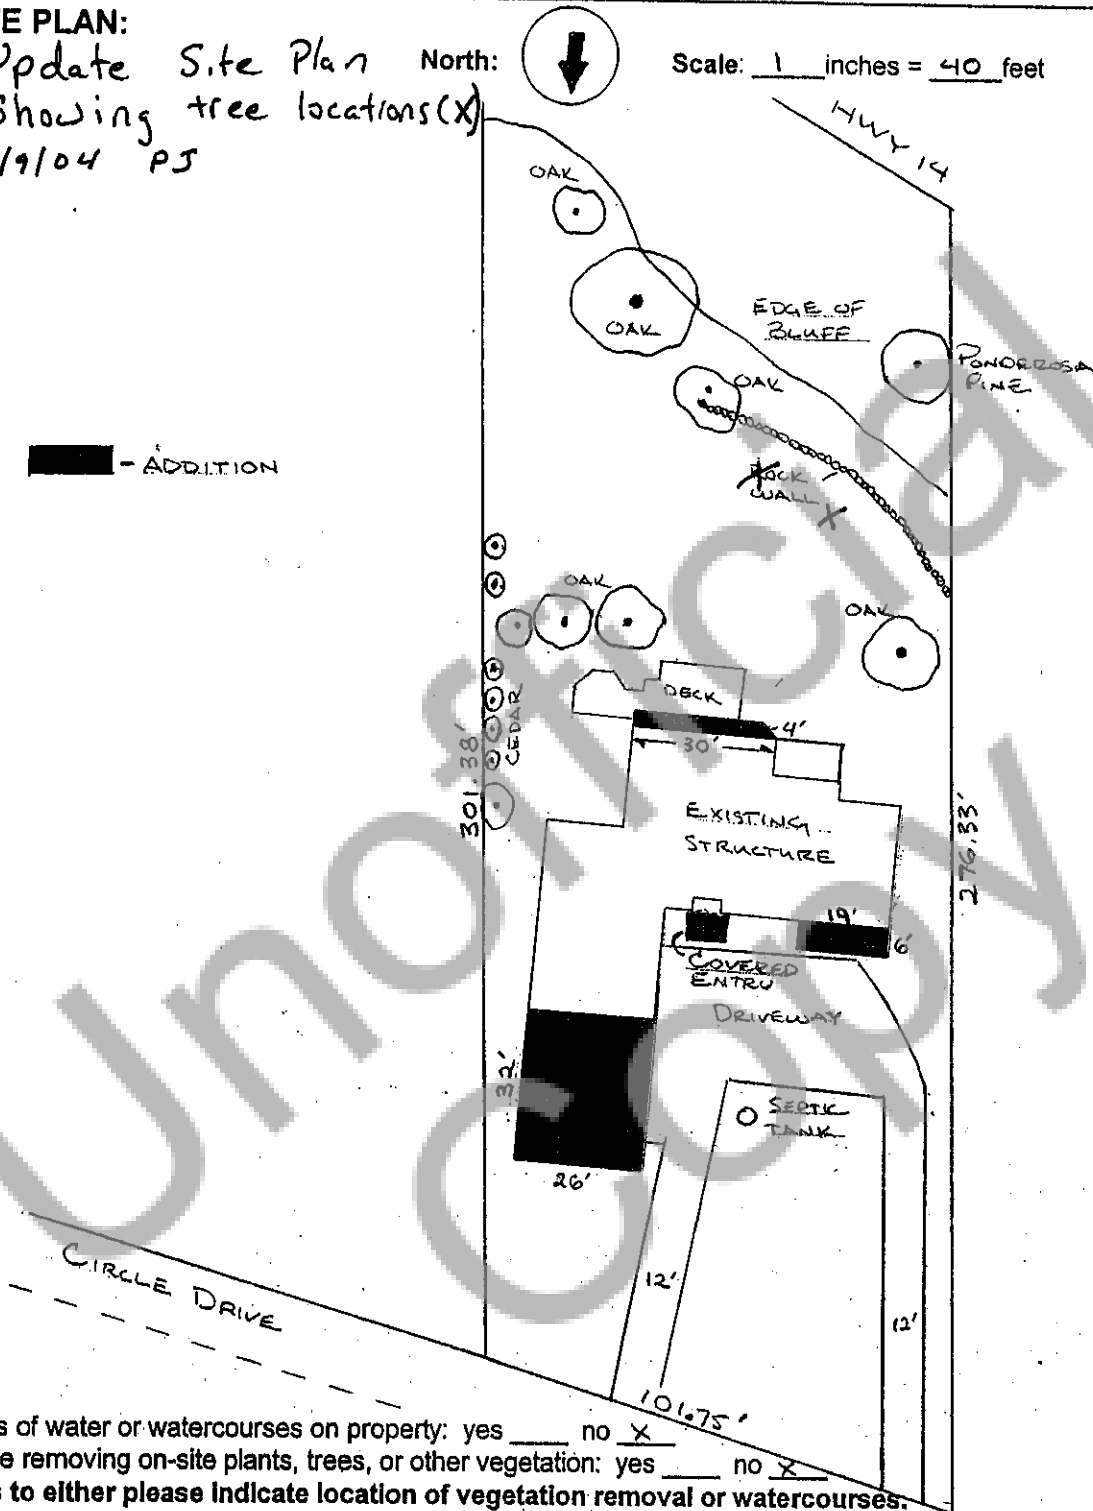 E PLAN:
Update Site Plan
Showing tree locations(X)
/9/04 PJ
North:
Scale: 1 inches = 40 feet
HWY 14
OAK
OAK
EDGE OF
BLUFF
PONDEROSA
PINE
OAK
- ADDITION
ROCK
WALL
OAK
OAK
CEDAR
DECK
4'
30'
301.38'
276.33'
EXISTING
STRUCTURE
19'
6'
COVERED
ENTRY
DRIVEWAY
32'
SEPTIC
TANK
26'
12'
12'
CIRCLE DRIVE
101.75'
s of water or watercourses on property: yes ____ no X
e removing on-site plants, trees, or other vegetation: yes ____ no X
s to either please indicate location of vegetation removal or watercourses.
Unofficial
Copy